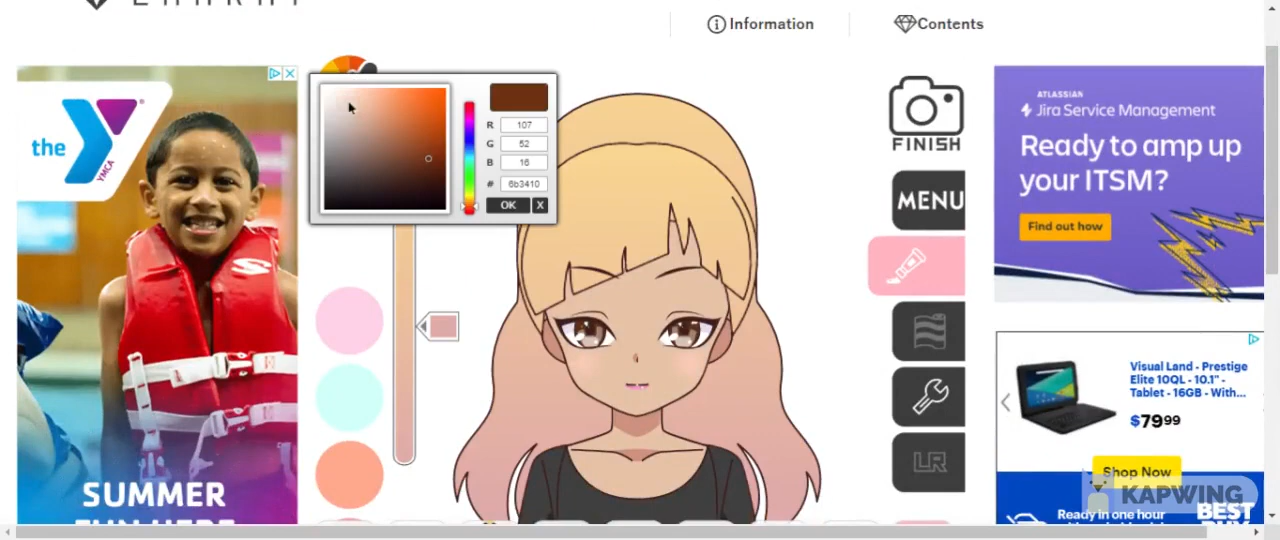 Information
Contents
the
YMCA
SUMMER
R 107
G 52
B 16
# 6b3410
OK X
FINISH
MENU
LR
ATLASSIAN
Jira Service Management
Ready to amp up
your ITSM?
Find out how
Visual Land - Prestige
Elite 10QL - 10.1" -
Tablet - 16GB - With...
$79⁹⁹
Shop Now
KAPWING
Ready in one hour
BEST